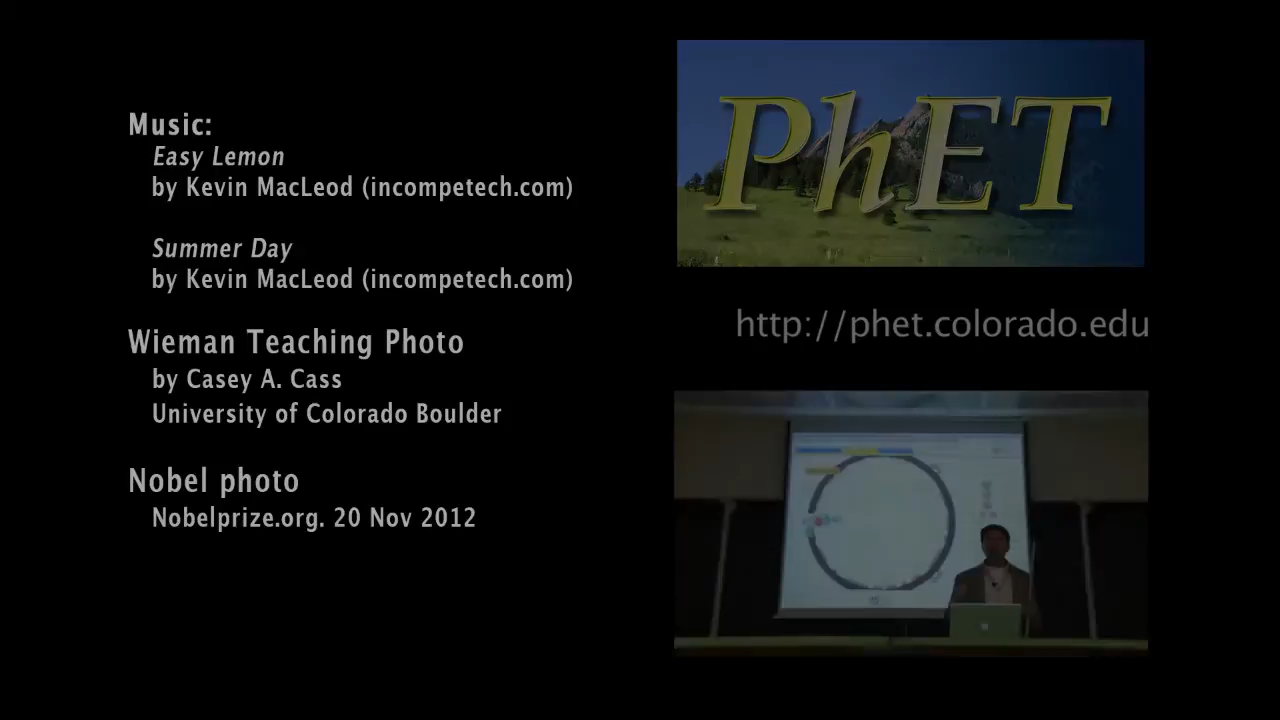 Music:
Easy Lemon
by Kevin MacLeod (incompetech.com)
Summer Day
by Kevin MacLeod (incompetech.com)
Wieman Teaching Photo
by Casey A. Cass
University of Colorado Boulder
Nobel photo
Nobelprize.org. 20 Nov 2012
PhET
http://phet.colorado.edu